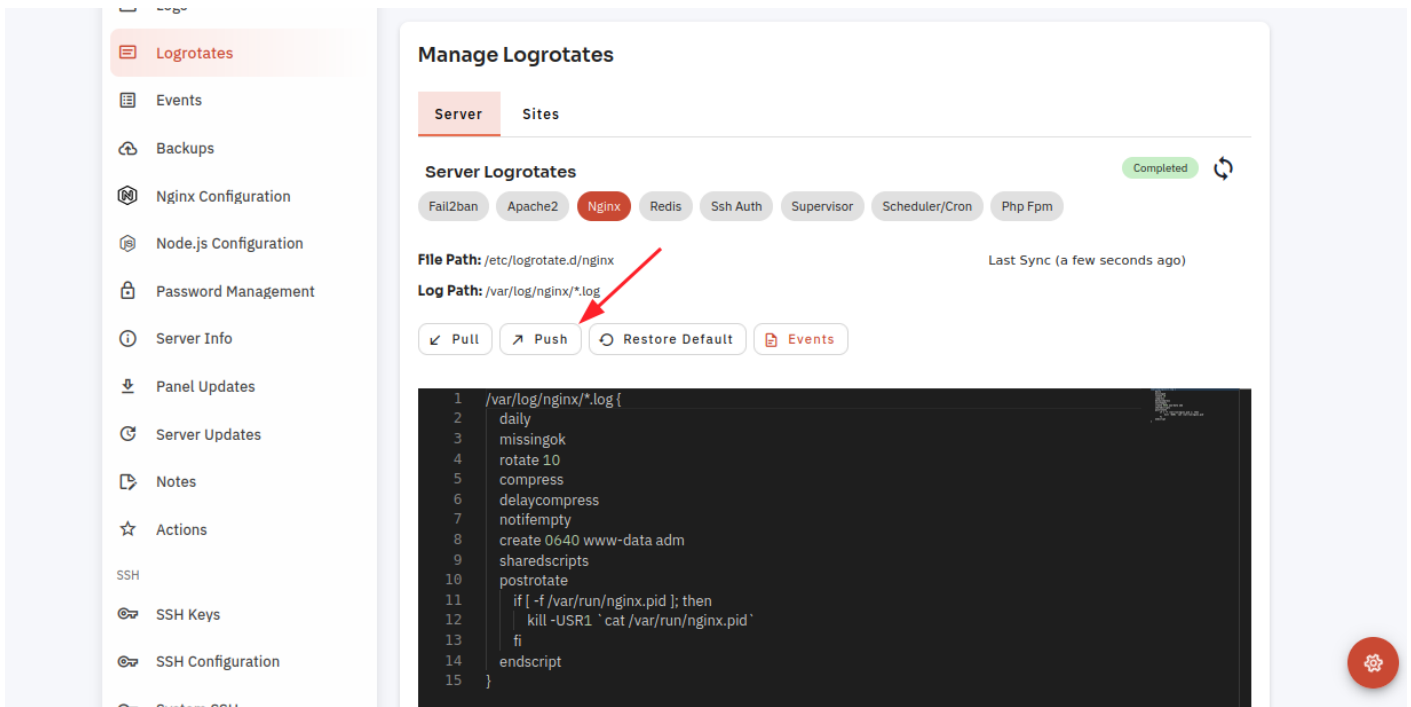 Logs
Logrotates
Events
Backups
Nginx Configuration
Node.js Configuration
Password Management
Server Info
Panel Updates
Server Updates
Notes
Actions
SSH
SSH Keys
SSH Configuration
Manage Logrotates
Server Sites
Server Logrotates Completed
Fail2ban Apache2 Nginx Redis Ssh Auth Supervisor Scheduler/Cron Php Fpm
File Path: /etc/logrotate.d/nginx Last Sync (a few seconds ago)
Log Path: /var/log/nginx/*.log
Pull Push Restore Default Events
1 /var/log/nginx/*.log {
2 daily
3 missingok
4 rotate 10
5 compress
6 delaycompress
7 notifempty
8 create 0640 www-data adm
9 sharedscripts
10 postrotate
11 if [ -f /var/run/nginx.pid ]; then
12 kill -USR1 `cat /var/run/nginx.pid`
13 fi
14 endscript
15 }